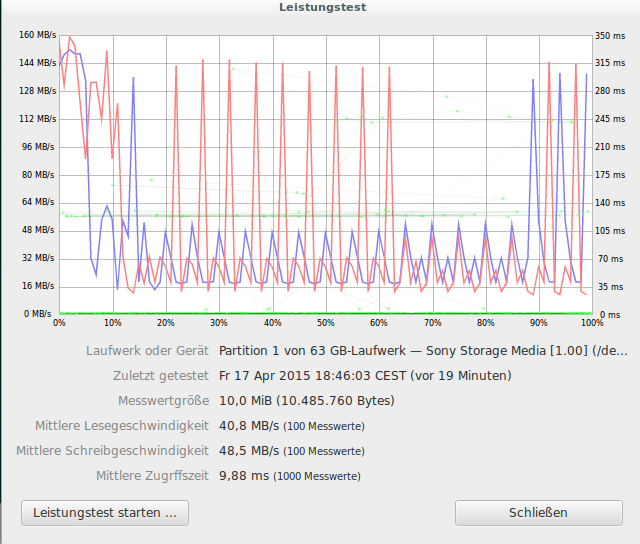 Leistungstest
160 MB/s
350 ms
144 MB/s
315 ms
128 MB/s
280 ms
112 MB/s
245 ms
96 MB/s
210 ms
80 MB/s
175 ms
64 MB/s
140 ms
48 MB/s
105 ms
32 MB/s
70 ms
16 MB/s
35 ms
0 MB/s
0 ms
0% 10% 20% 30% 40% 50% 60% 70% 80% 90% 100%
Laufwerk oder Gerät Partition 1 von 63 GB-Laufwerk — Sony Storage Media [1.00] (/de...
Zuletzt getestet Fr 17 Apr 2015 18:46:03 CEST (vor 19 Minuten)
Messwertgröße 10,0 MiB (10.485.760 Bytes)
Mittlere Lesegeschwindigkeit 40,8 MB/s (100 Messwerte)
Mittlere Schreibgeschwindigkeit 48,5 MB/s (100 Messwerte)
Mittlere Zugrffszeit 9,88 ms (1000 Messwerte)
Leistungstest starten ... Schließen